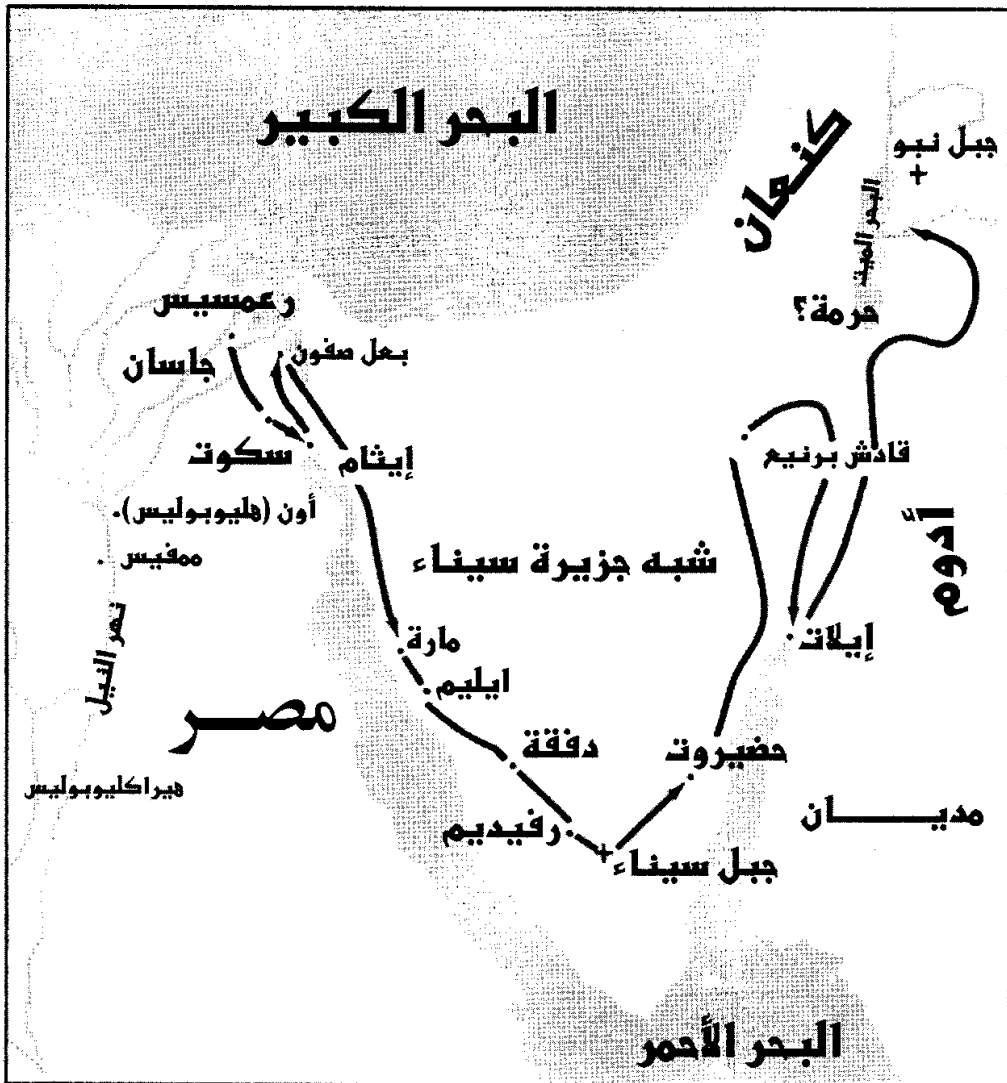 البحر الكبير
كنعان
جبل نبو
البحر الميت
حرمة؟
رعمسيس
جاسان
بعل صفون
سكوت
إيثام
قادش برنيع
أون (هليوبوليس)
ممفيس
شبه جزيرة سيناء
أدوم
نهر النيل
مارة
إيلات
ايليم
مصر
دفقة
حضيروت
هيراكليوبوليس
مديان
رفيديم
جبل سيناء
البحر الأحمر